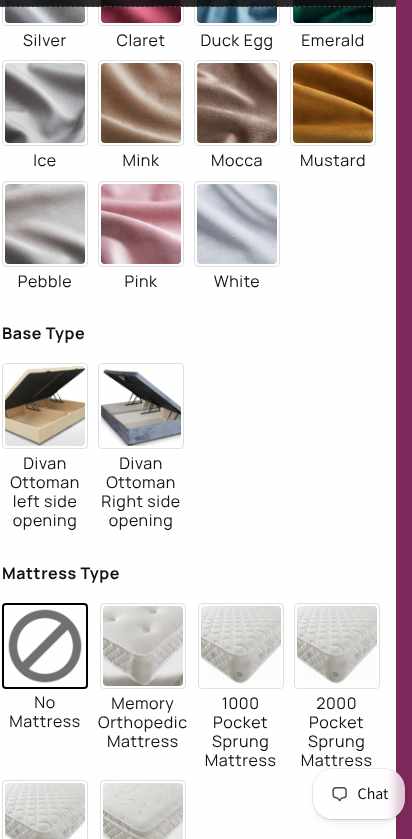 Silver Claret Duck Egg Emerald
Ice Mink Mocca Mustard
Pebble Pink White
Base Type
Divan
Ottoman
left side
opening
Divan
Ottoman
Right side
opening
Mattress Type
No
Mattress
Memory
Orthopedic
Mattress
1000
Pocket
Sprung
Mattress
2000
Pocket
Sprung
Mattress
Chat